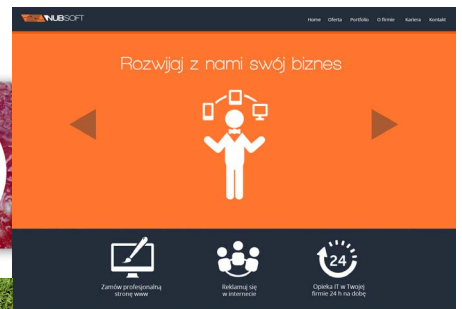 WUBSOFT
Home Oferta Portfolio O firmie Kariera Kontakt
Rozwijaj z nami swój biznes
24
Zamów profesjonalną
stronę www
Reklamuj się
w internecie
Opieka IT w Twojej
firmie 24 h na dobę